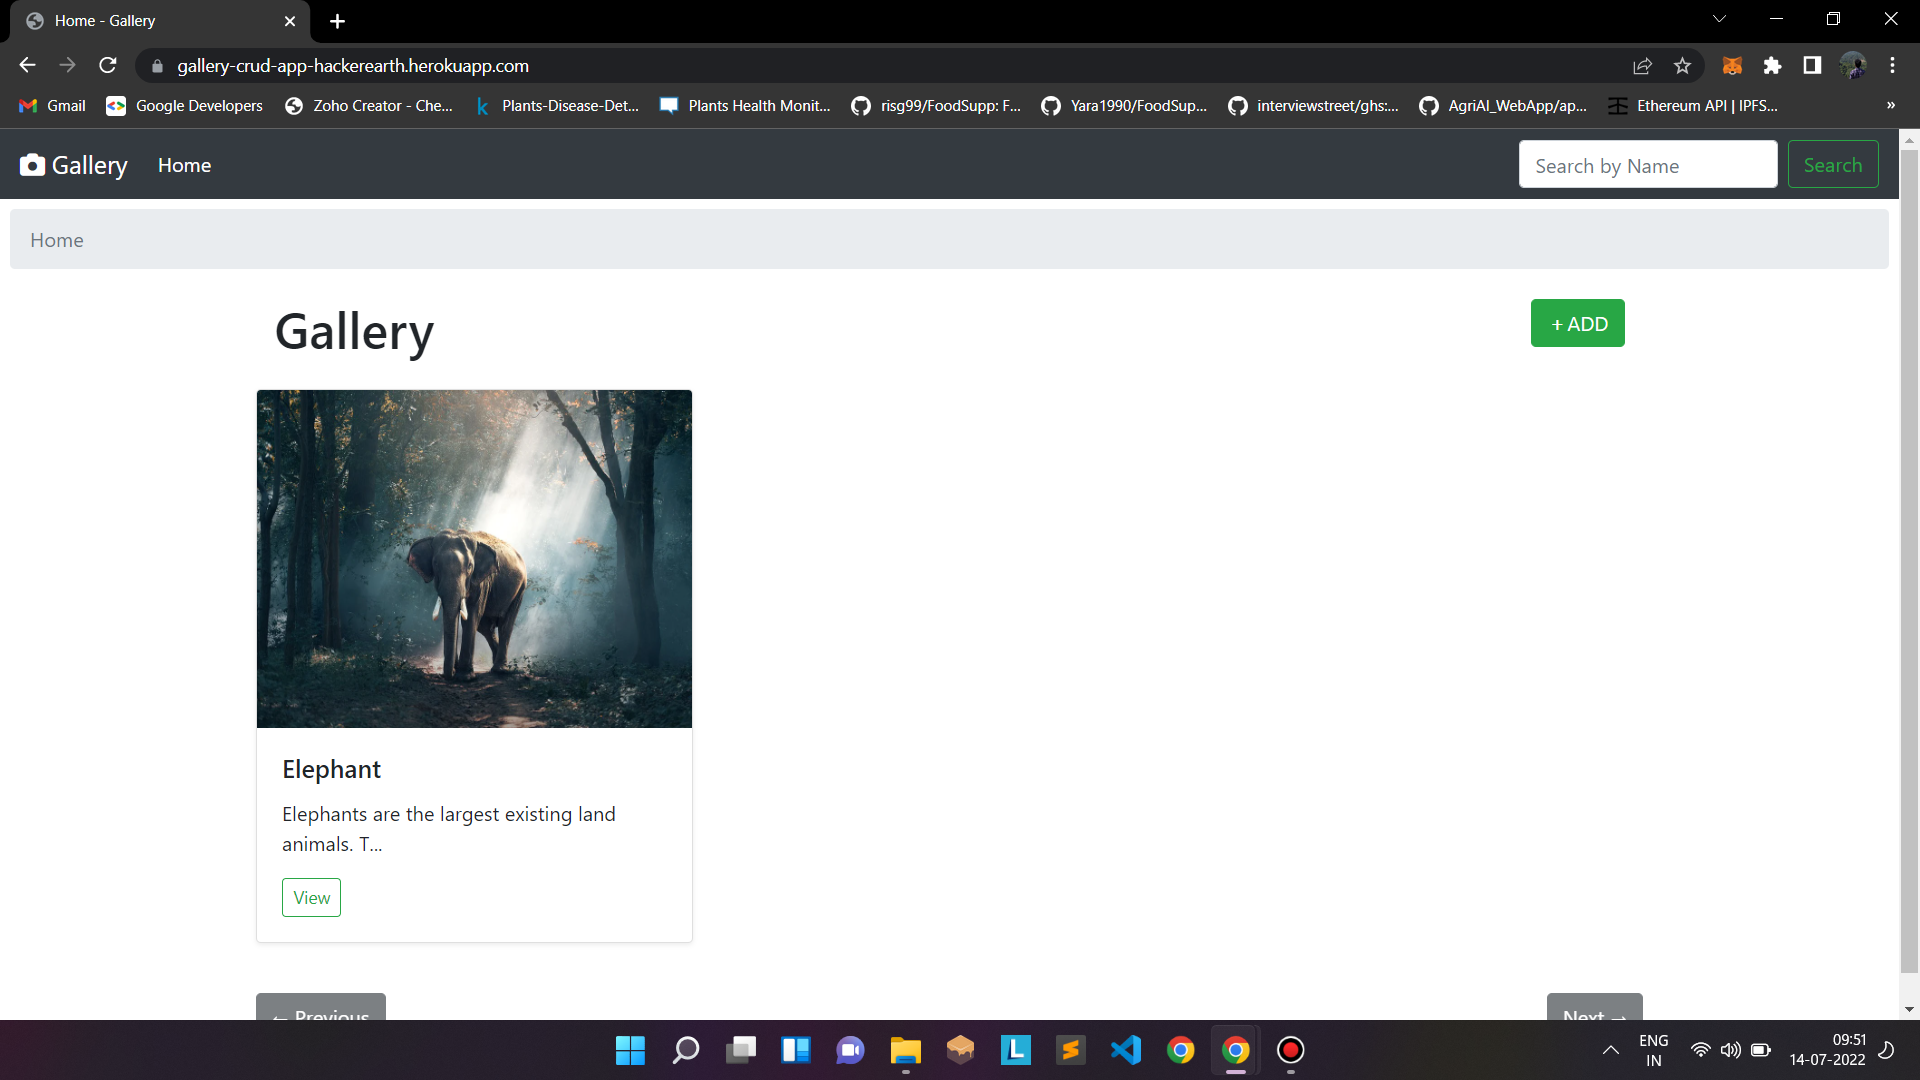 Home - Gallery
gallery-crud-app-hackerearth.herokuapp.com
Gmail
Google Developers
Zoho Creator - Che...
Plants-Disease-Det...
Plants Health Monit...
risg99/FoodSupp: F...
Yara1990/FoodSup...
interviewstreet/ghs:...
AgriAI_WebApp/ap...
Ethereum API | IPFS...
»
Gallery
Home
Search by Name
Search
Home
Gallery
+ ADD
Elephant
Elephants are the largest existing land
animals. T...
View
← Previous
Next →
ENG
IN
09:51
14-07-2022